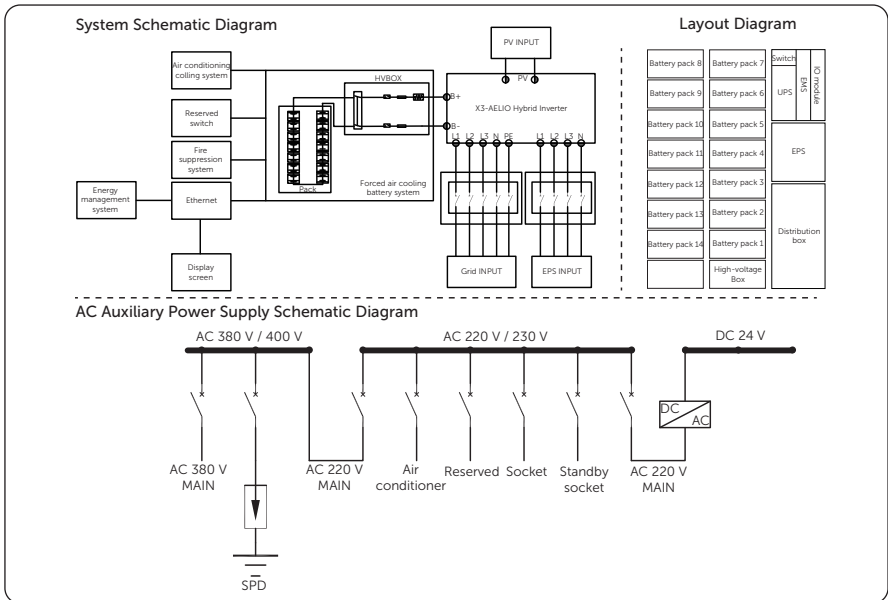 System Schematic Diagram
Air conditioning
colling system
Reserved
switch
Fire
suppression
system
Energy
management
system
Ethernet
Display
screen
Pack
HVBOX
Forced air cooling
battery system
PV INPUT
PV
X3-AELIO Hybrid Inverter
B+
B-
L1 L2 L3 N PE
L1 L2 L3 N
Grid INPUT
EPS INPUT
Layout Diagram
Battery pack 8
Battery pack 7
Battery pack 9
Battery pack 6
Battery pack 10
Battery pack 5
Battery pack 11
Battery pack 4
Battery pack 12
Battery pack 3
Battery pack 13
Battery pack 2
Battery pack 14
Battery pack 1
High-voltage
Box
Switch
UPS
EMS
IO module
EPS
Distribution
box
AC Auxiliary Power Supply Schematic Diagram
AC 380 V / 400 V
AC 220 V / 230 V
DC 24 V
DC
AC
AC 380 V
MAIN
AC 220 V
MAIN
Air
conditioner
Reserved
Socket
Standby
socket
AC 220 V
MAIN
SPD